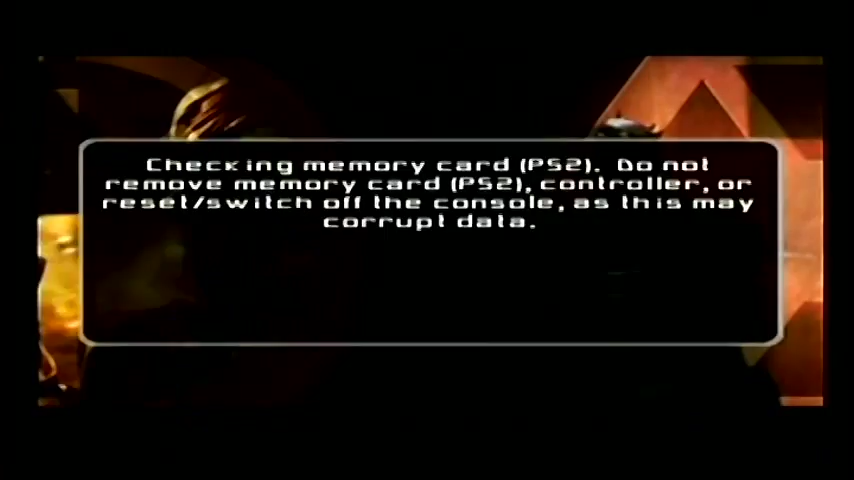 Checking memory card (PS2). Do not
remove memory card (PS2), controller, or
reset/switch off the console, as this may
corrupt data.